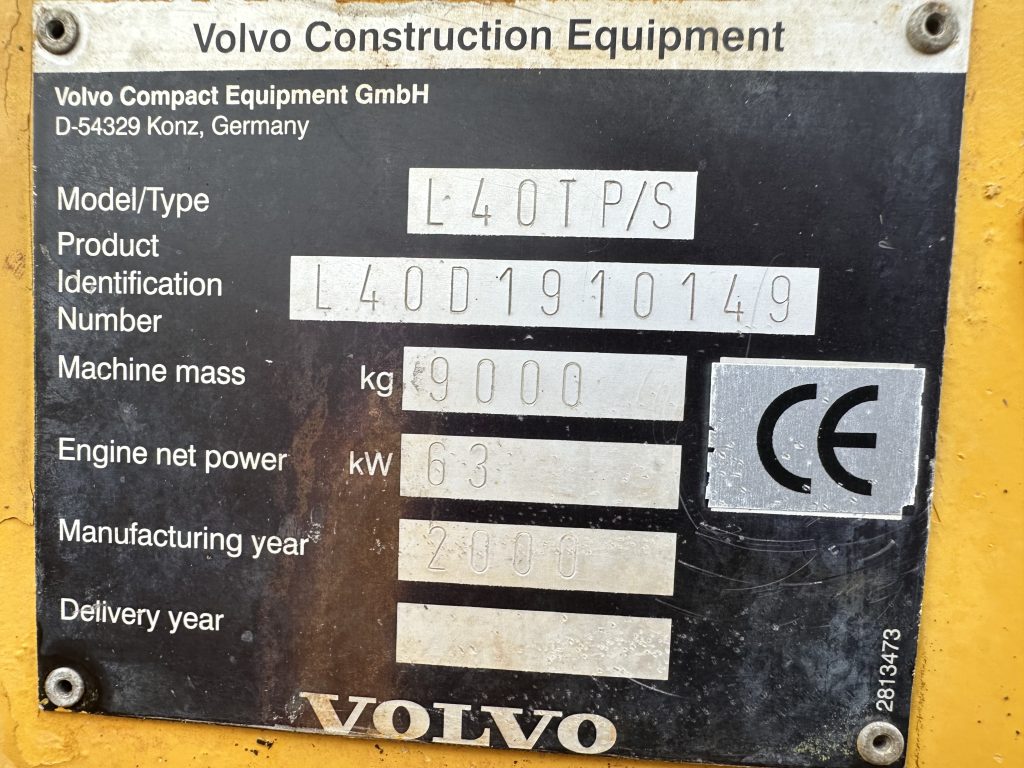 Volvo Construction Equipment
Volvo Compact Equipment GmbH
D-54329 Konz, Germany
Model/Type L 40T P/S
Product
Identification L40D1910149
Number
Machine mass kg 9000
Engine net power kW 63
Manufacturing year 2000
Delivery year
CE
2813473
VOLVO